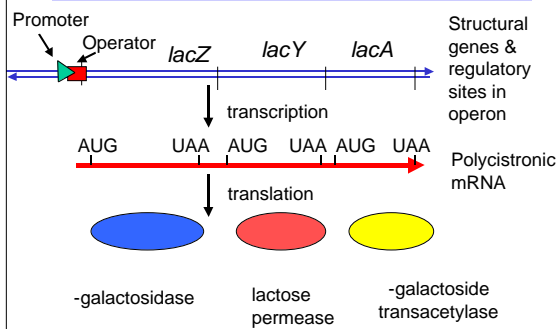 Promoter
Operator
lacZ lacY lacA
Structural
genes &
regulatory
sites in
operon
transcription
AUG UAA AUG UAA AUG UAA
Polycistronic
mRNA
translation
-galactosidase
lactose
permease
-galactoside
transacetylase